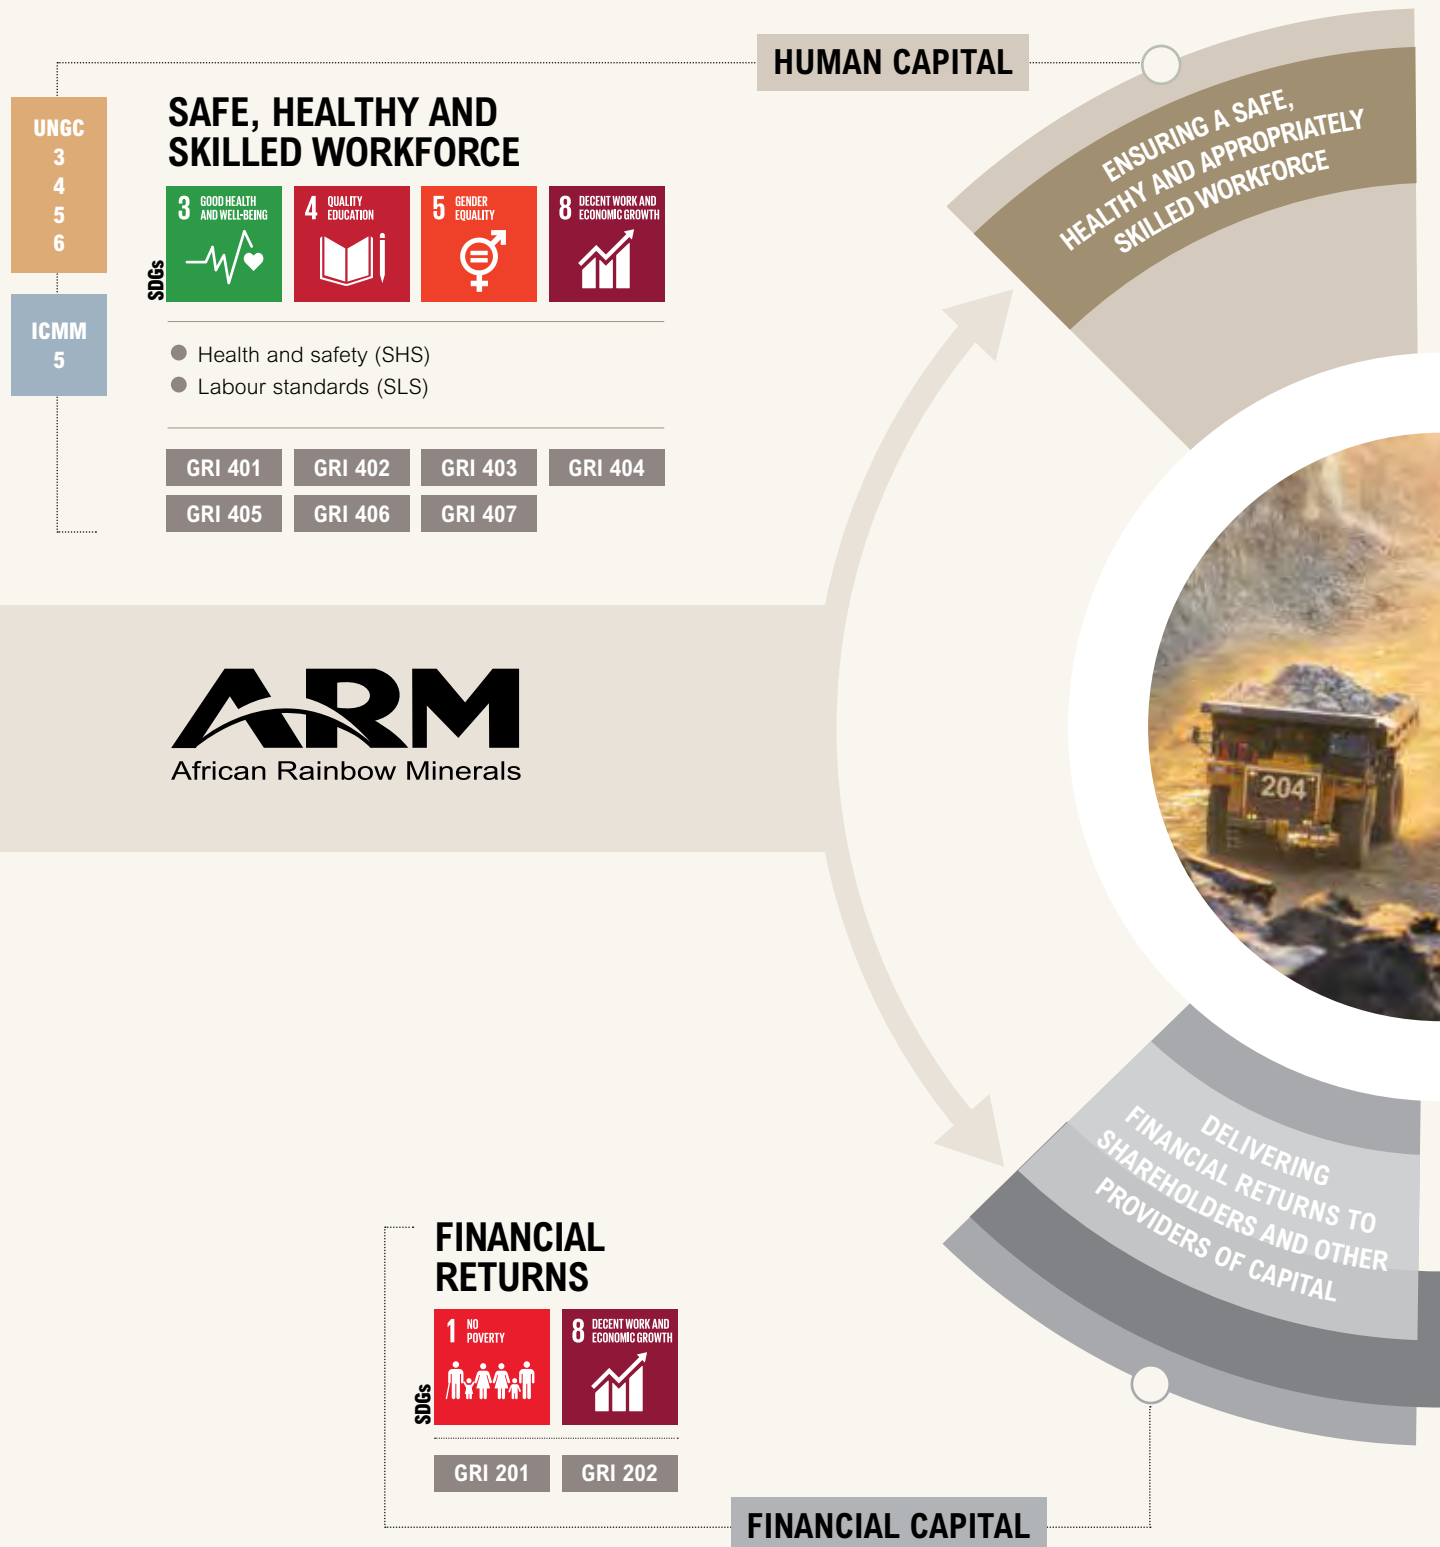 HUMAN CAPITAL
UNGC
3
4
5
6
ICMM
5
SAFE, HEALTHY AND
SKILLED WORKFORCE
SDGs
3 GOOD HEALTH
AND WELL-BEING
4 QUALITY
EDUCATION
5 GENDER
EQUALITY
8 DECENT WORK AND
ECONOMIC GROWTH
Health and safety (SHS)
Labour standards (SLS)
GRI 401 GRI 402 GRI 403 GRI 404
GRI 405 GRI 406 GRI 407
ENSURING A SAFE,
HEALTHY AND APPROPRIATELY
SKILLED WORKFORCE
ARM
African Rainbow Minerals
204
DELIVERING
FINANCIAL RETURNS TO
SHAREHOLDERS AND OTHER
PROVIDERS OF CAPITAL
FINANCIAL
RETURNS
SDGs
1 NO
POVERTY
8 DECENT WORK AND
ECONOMIC GROWTH
GRI 201 GRI 202
FINANCIAL CAPITAL